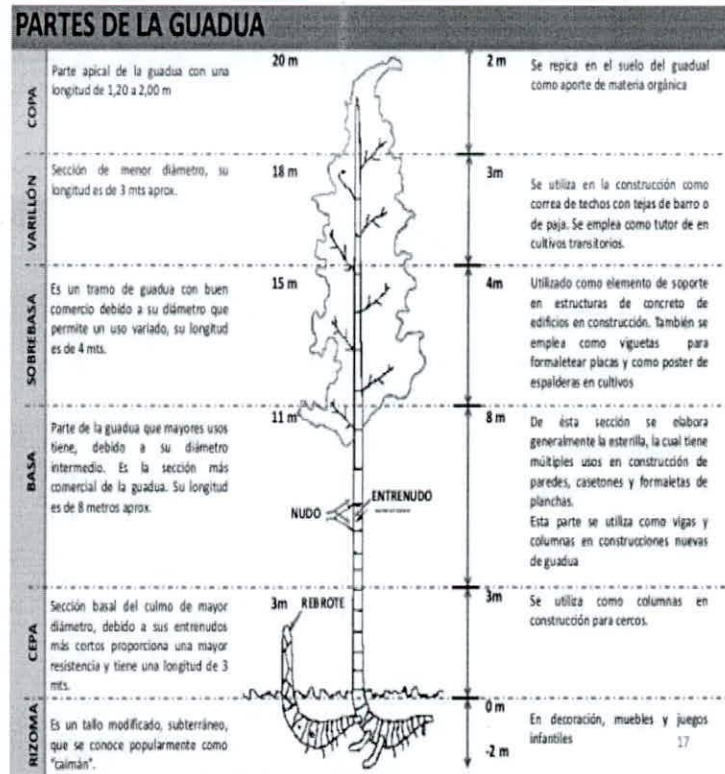 PARTES DE LA GUADUA
COPA
Parte apical de la guadua con una
longitud de 1,20 a 2,00 m
20 m
2 m
Se repica en el suelo del guadual
como aporte de materia orgánica
VARILLÓN
Sección de menor diámetro, su
longitud es de 3 mts aprox.
18 m
3m
Se utiliza en la construcción como
correa de techos con tejas de barro o
de paja. Se emplea como tutor de en
cultivos transitorios.
SOBREBASA
Es un tramo de guadua con buen
comercio debido a su diámetro que
permite un uso variado, su longitud
es de 4 mts.
15 m
4m
Utilizado como elemento de soporte
en estructuras de concreto de
edificios en construcción. También se
emplea como viguetas para
formaletear placas y como poster de
espalderas en cultivos
BASA
Parte de la guadua que mayores usos
tiene, debido a su diámetro
intermedio. Es la sección más
comercial de la guadua. Su longitud
es de 8 metros aprox.
11 m
NUDO
ENTRENUDO
8 m
De ésta sección se elabora
generalmente la esterilla, la cual tiene
múltiples usos en construcción de
paredes, casetones y formaletas de
planchas.
Esta parte se utiliza como vigas y
columnas en construcciones nuevas
de guadua
CEPA
Sección basal del culmo de mayor
diámetro, debido a sus entrenudos
más cortos proporciona una mayor
resistencia y tiene una longitud de 3
mts.
3m
REBROTE
3m
Se utiliza como columnas en
construcción para cercos.
RIZOMA
Es un tallo modificado, subterráneo,
que se conoce popularmente como
"caimán".
0 m
-2 m
En decoración, muebles y juegos
infantiles
17